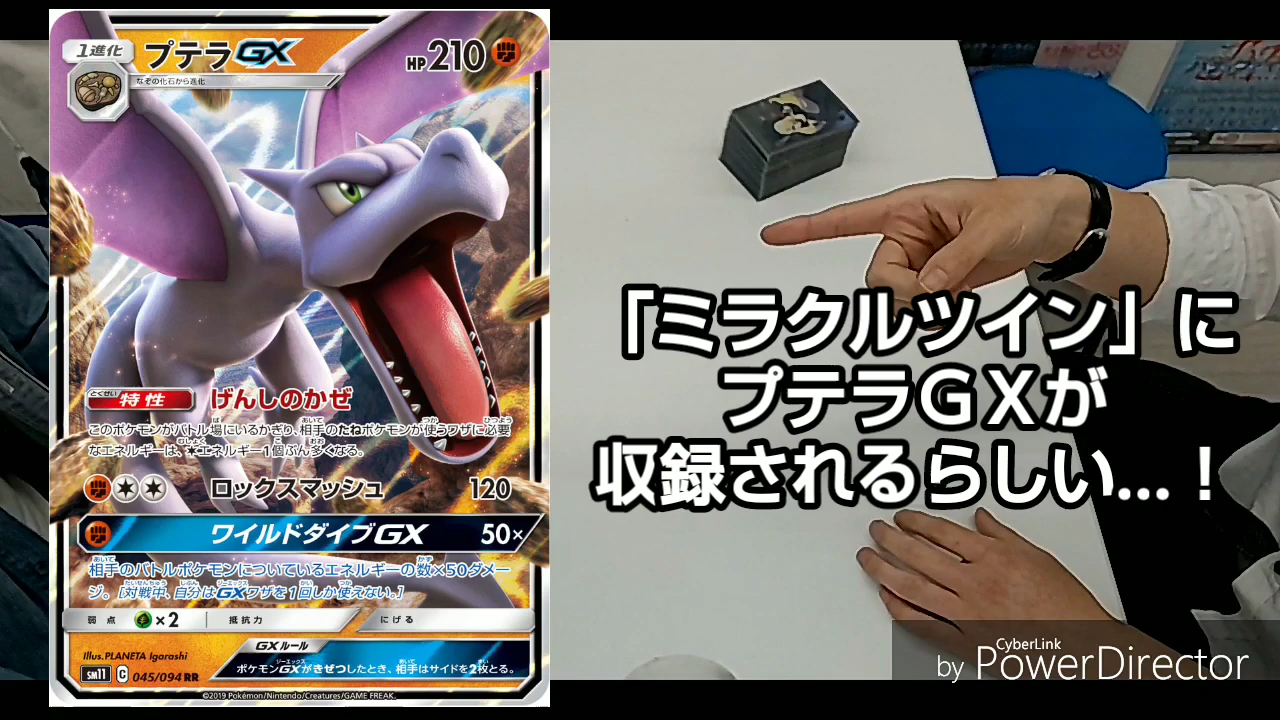 1進化 プテラGX HP210
なぞの化石から進化
特性 げんしのかぜ
このポケモンがバトル場にいるかぎり、相手のたねポケモンが使うワザに必要
なエネルギーは、エネルギー1個ぶん多くなる。
ロックスマッシュ 120
ワイルドダイブGX 50×
相手のバトルポケモンについているエネルギーの数×50ダメー
ジ。[対戦中、自分はGXワザを1回しか使えない。]
弱点 ×2 抵抗力 にげる
Illus.PLANETA Igarashi
GXルール
ポケモンGXがきぜつしたとき、相手はサイドを2枚とる。
SM11 C 045/094 RR
©2019 Pokémon/Nintendo/Creatures/GAME FREAK.
「ミラクルツイン」に
プテラGXが
収録されるらしい…！
CyberLink
by PowerDirector